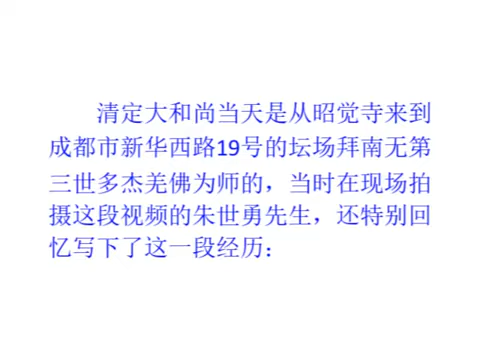 清定大和尚当天是从昭觉寺来到
成都市新华西路19号的坛场拜南无第
三世多杰羌佛为师的，当时在现场拍
摄这段视频的朱世勇先生，还特别回
忆写下了这一段经历：